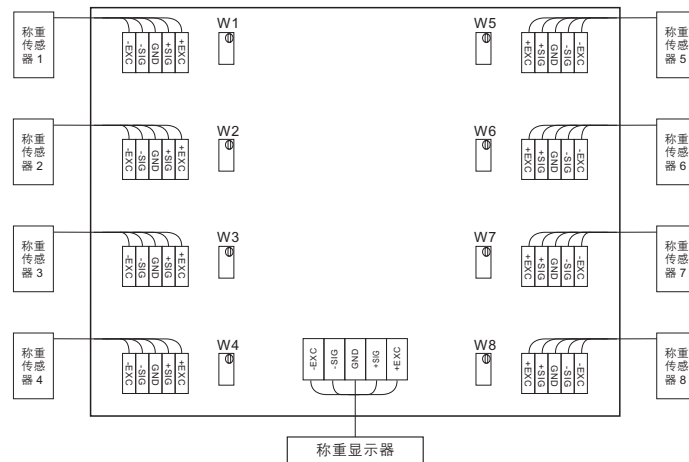 称重
传感
器 1
-EXC
-SIG
GND
+SIG
+EXC
W1
W5
+EXC
+SIG
GND
-SIG
-EXC
称重
传感
器 5
称重
传感
器 2
-EXC
-SIG
GND
+SIG
+EXC
W2
W6
+EXC
+SIG
GND
-SIG
-EXC
称重
传感
器 6
称重
传感
器 3
-EXC
-SIG
GND
+SIG
+EXC
W3
W7
+EXC
+SIG
GND
-SIG
-EXC
称重
传感
器 7
称重
传感
器 4
-EXC
-SIG
GND
+SIG
+EXC
W4
-EXC
-SIG
GND
+SIG
+EXC
W8
+EXC
+SIG
GND
-SIG
-EXC
称重
传感
器 8
称重显示器